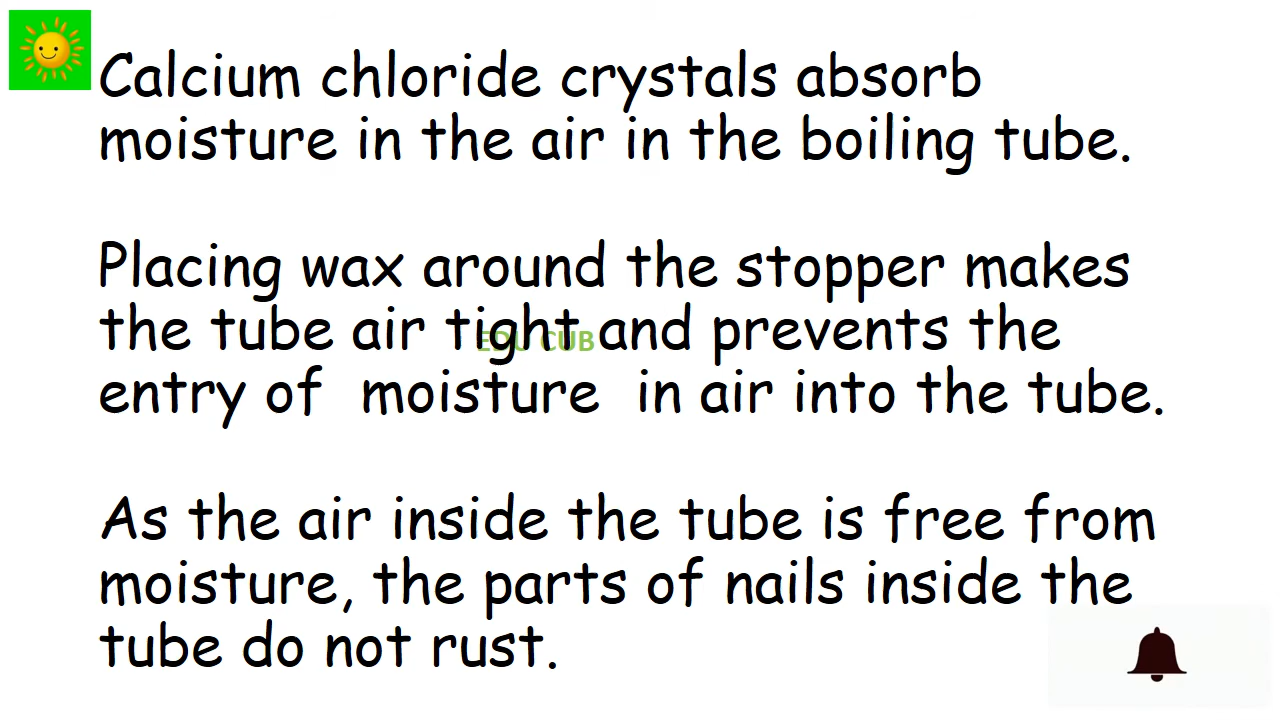 Calcium chloride crystals absorb
moisture in the air in the boiling tube.
Placing wax around the stopper makes
the tube air tight and prevents the
EDU CUB
entry of moisture in air into the tube.
As the air inside the tube is free from
moisture, the parts of nails inside the
tube do not rust.